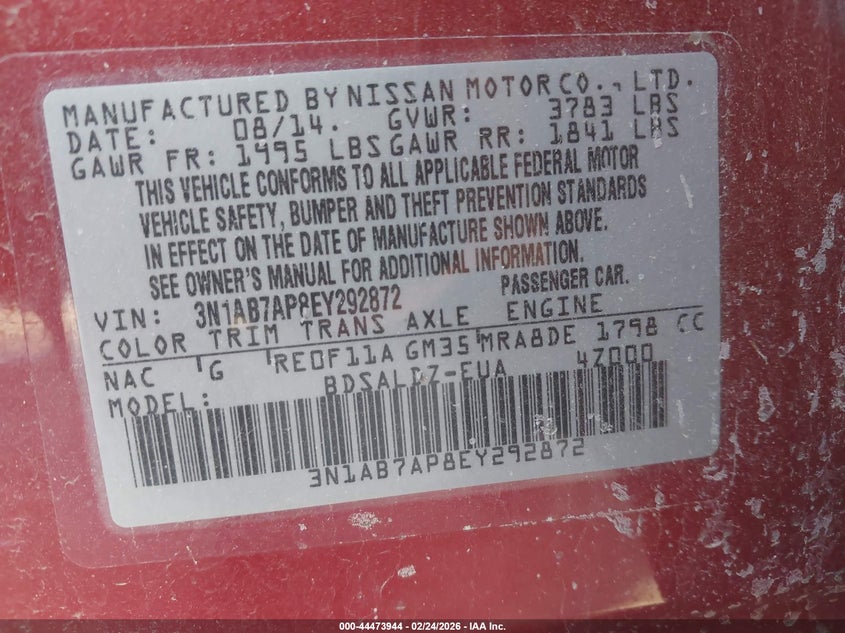 MANUFACTURED BY NISSAN MOTOR CO., LTD.
DATE: 08/14. GVWR: 3783 LBS
GAWR FR: 1995 LBS GAWR RR: 1841 LBS
THIS VEHICLE CONFORMS TO ALL APPLICABLE FEDERAL MOTOR
VEHICLE SAFETY, BUMPER AND THEFT PREVENTION STANDARDS
IN EFFECT ON THE DATE OF MANUFACTURE SHOWN ABOVE.
SEE OWNER'S MANUAL FOR ADDITIONAL INFORMATION.
VIN: 3N1AB7AP8EY292872 PASSENGER CAR.
COLOR TRIM TRANS AXLE ENGINE
NAC G RE0F11A GM35 MRA8DE 1798 CC
MODEL: BDSALDZ-EUA 4Z000
3N1AB7AP8EY292872
000-44473944 - 02/24/2026 - IAA Inc.